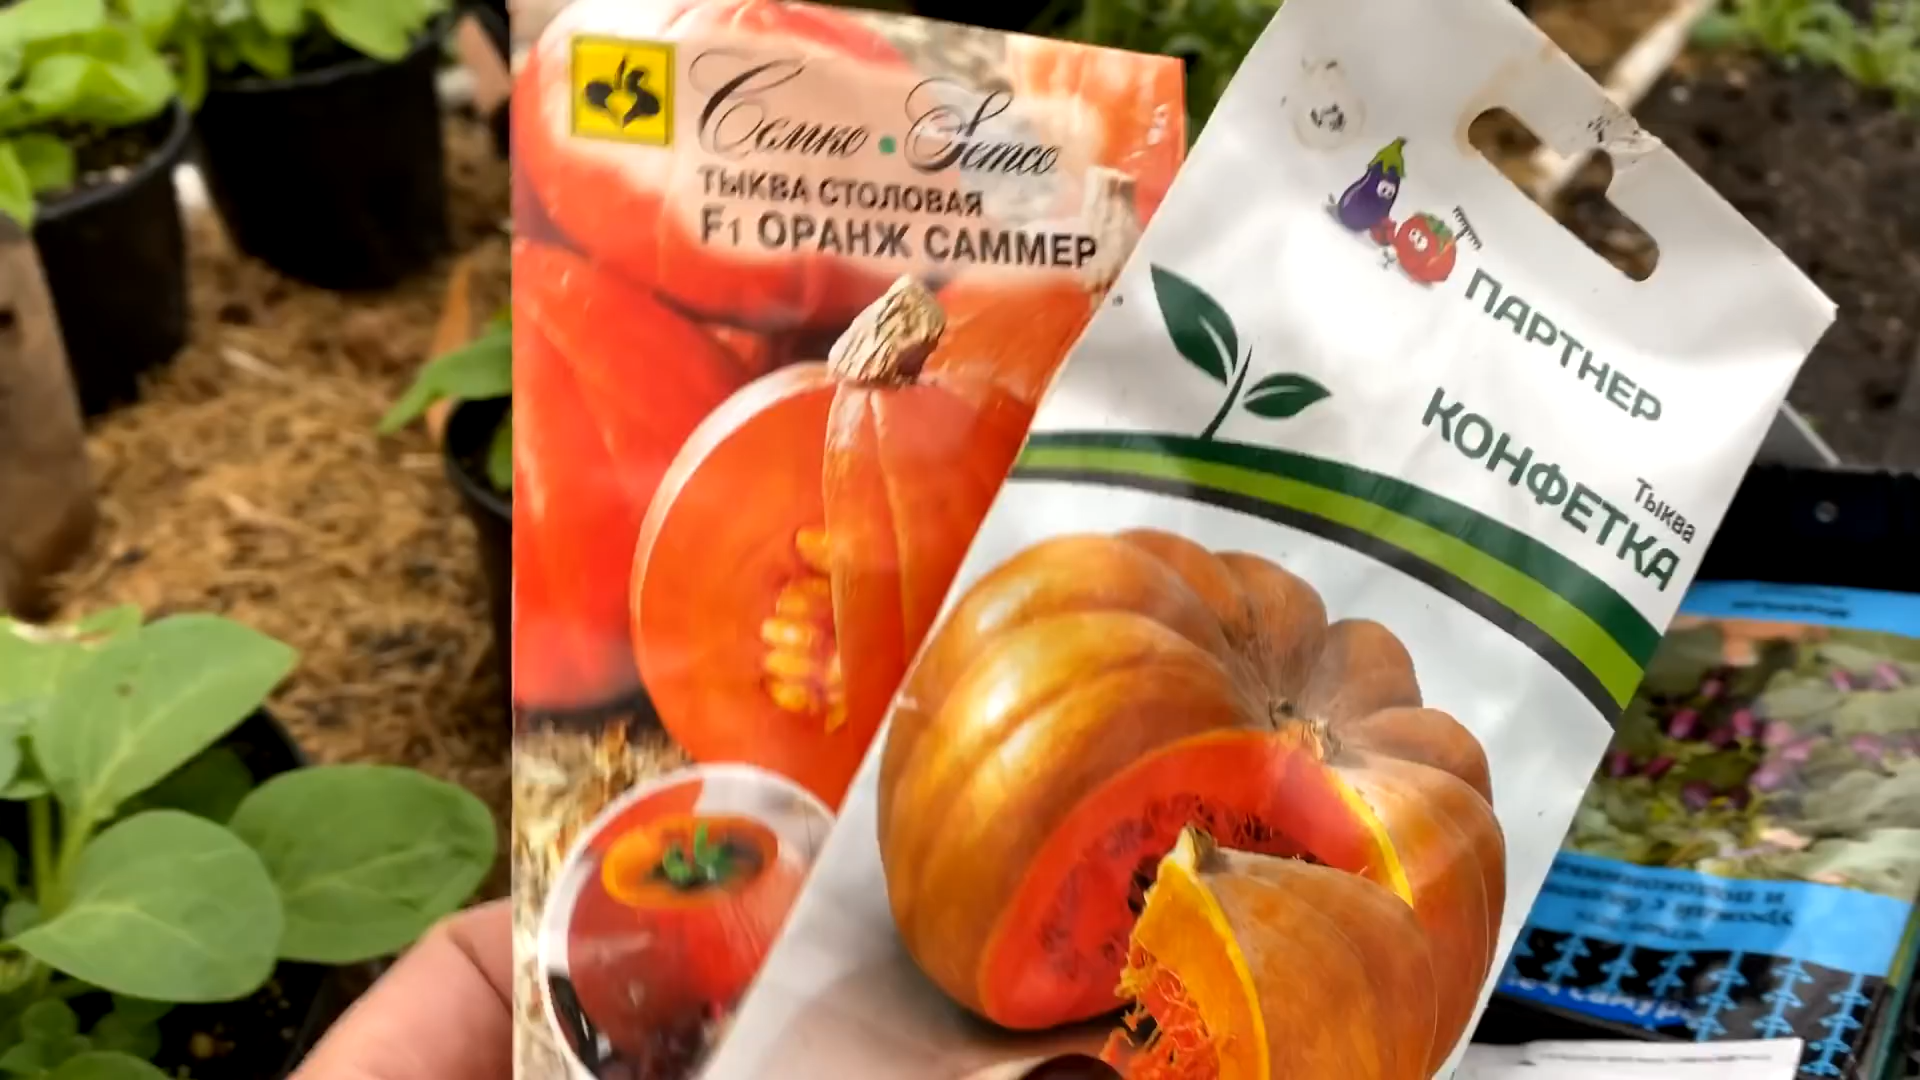 Семко • Semco
ТЫКВА СТОЛОВАЯ
F1 ОРАНЖ САММЕР
ПАРТНЕР
Тыква
КОНФЕТКА